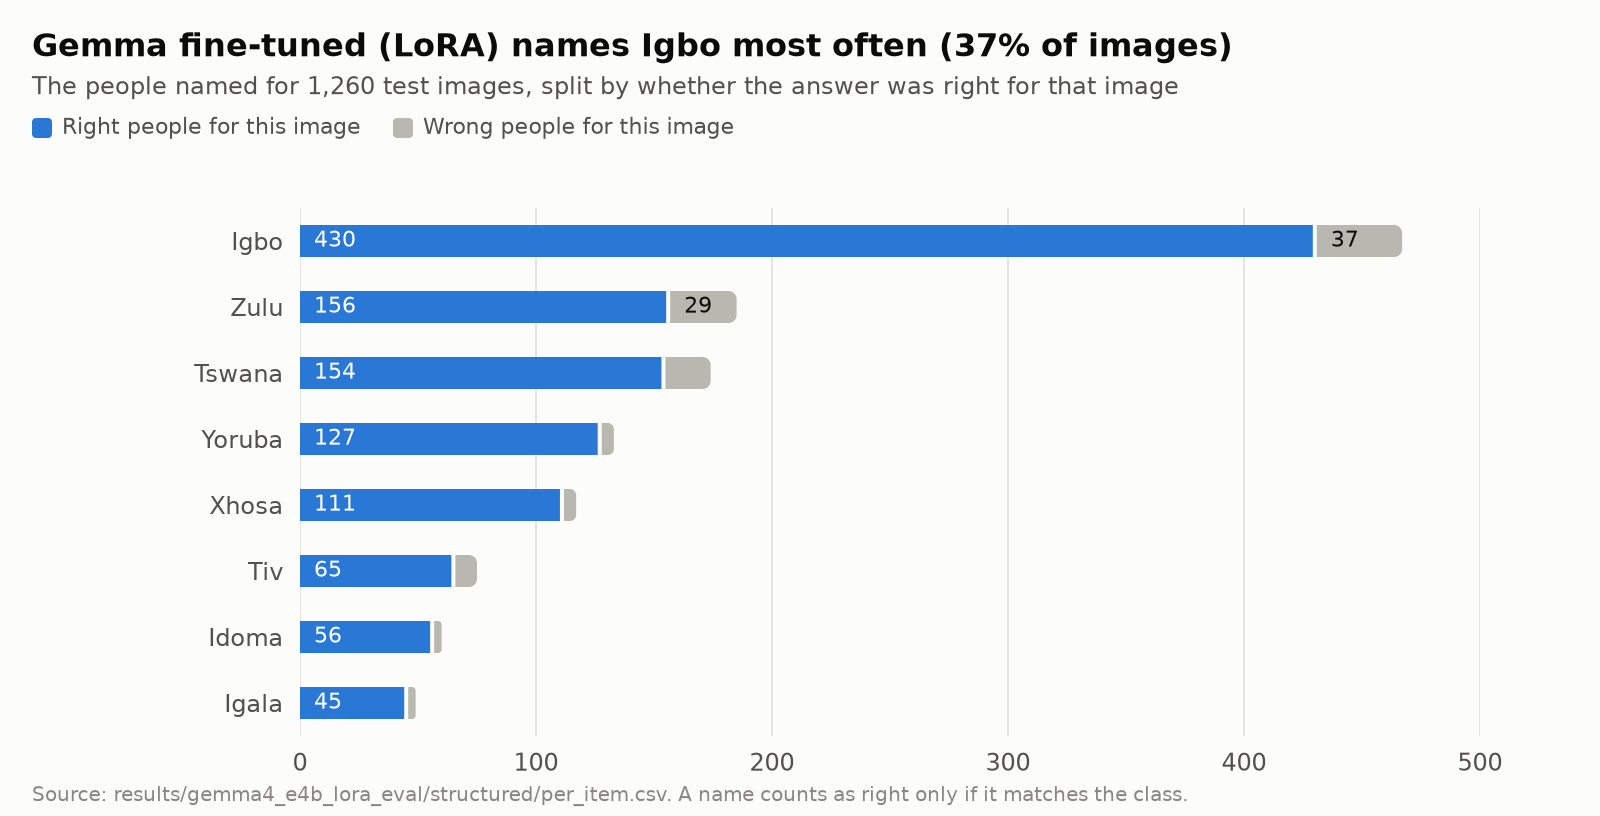 Gemma fine-tuned (LoRA) names Igbo most often (37% of images)
The people named for 1,260 test images, split by whether the answer was right for that image
Right people for this image Wrong people for this image
Igbo 430 37
Zulu 156 29
Tswana 154
Yoruba 127
Xhosa 111
Tiv 65
Idoma 56
Igala 45
0 100 200 300 400 500
Source: results/gemma4_e4b_lora_eval/structured/per_item.csv. A name counts as right only if it matches the class.